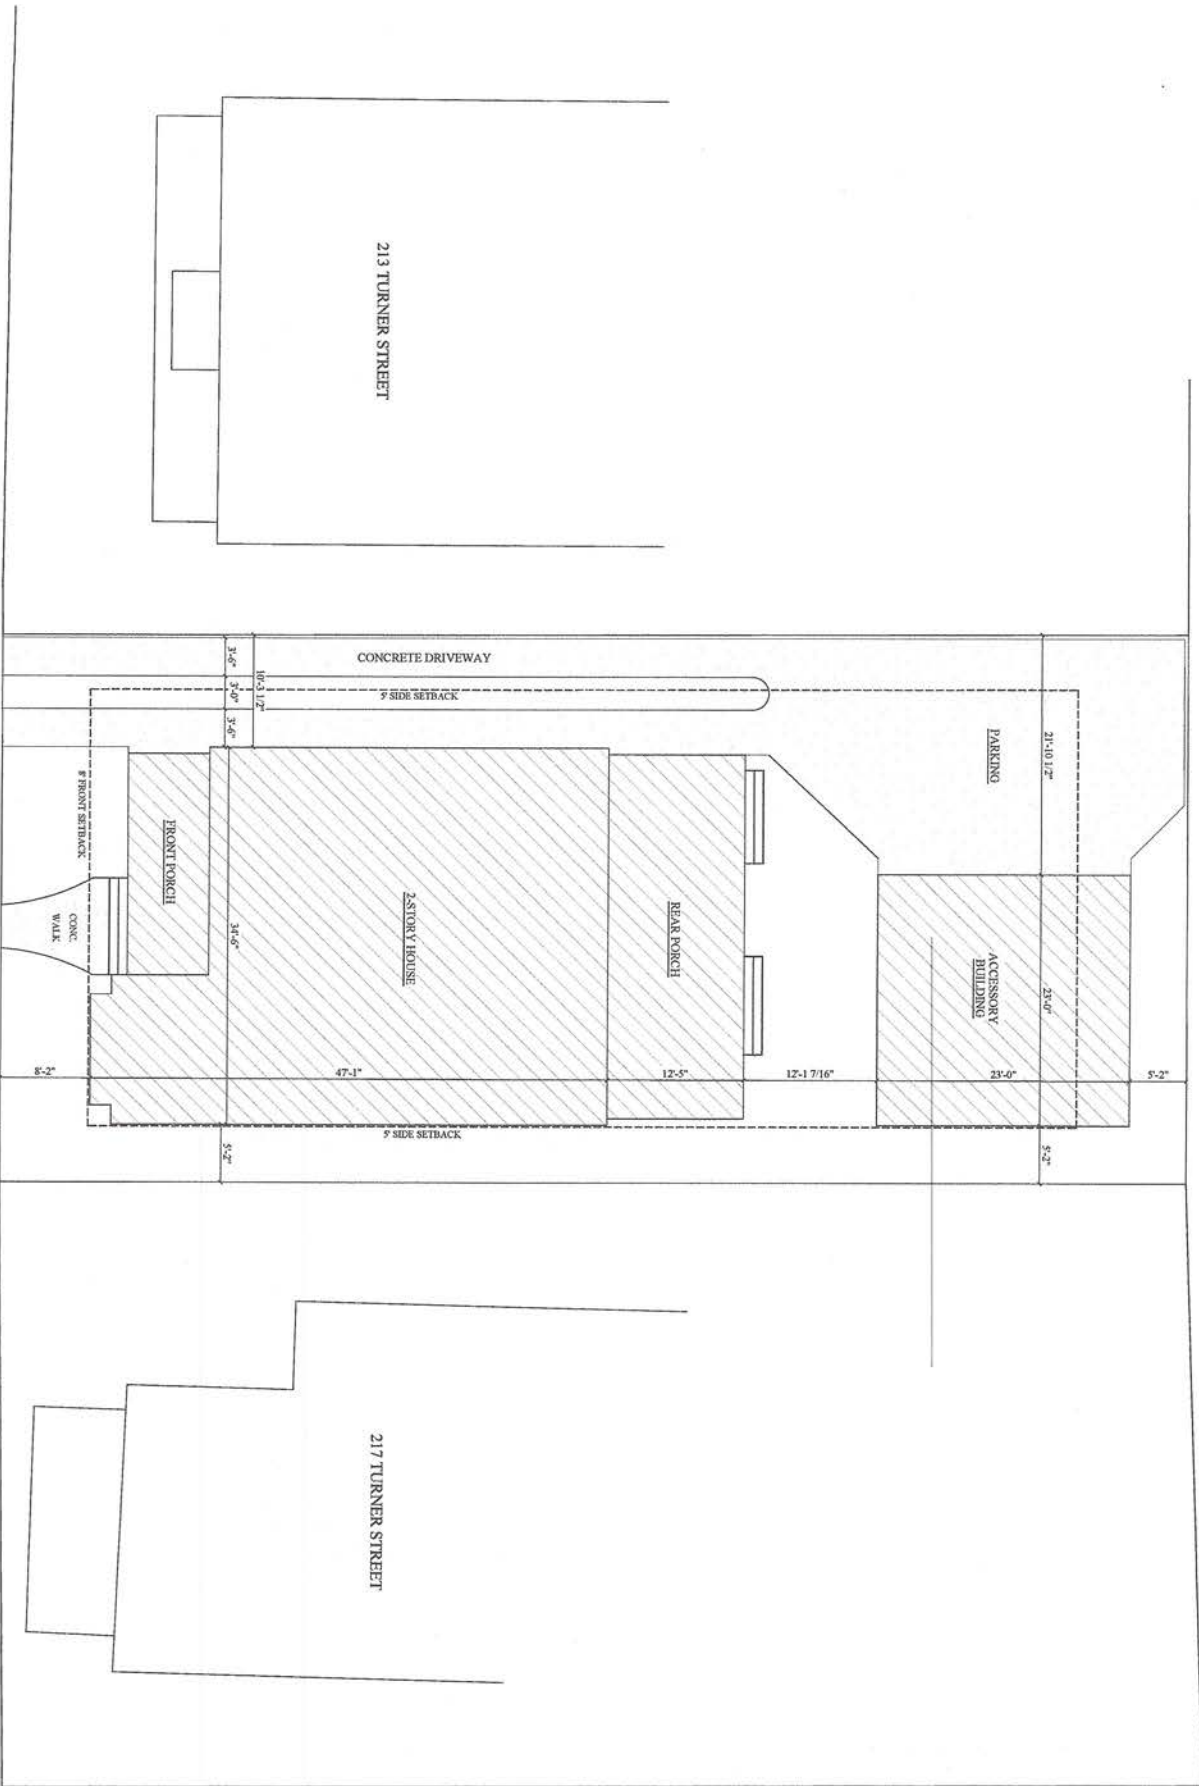 213 TURNER STREET
CONCRETE DRIVEWAY
3'-6"
3'-0"
3'-6"
10'-3 1/2"
5' SIDE SETBACK
PARKING
21'-10 1/2"
8' FRONT SETBACK
FRONT PORCH
CONC.
WALK
34'-6"
2-STORY HOUSE
REAR PORCH
ACCESSORY
BUILDING
23'-0"
8'-2"
47'-1"
12'-5"
12'-1 7/16"
23'-0"
5'-2"
5' SIDE SETBACK
5'-2"
5'-2"
217 TURNER STREET